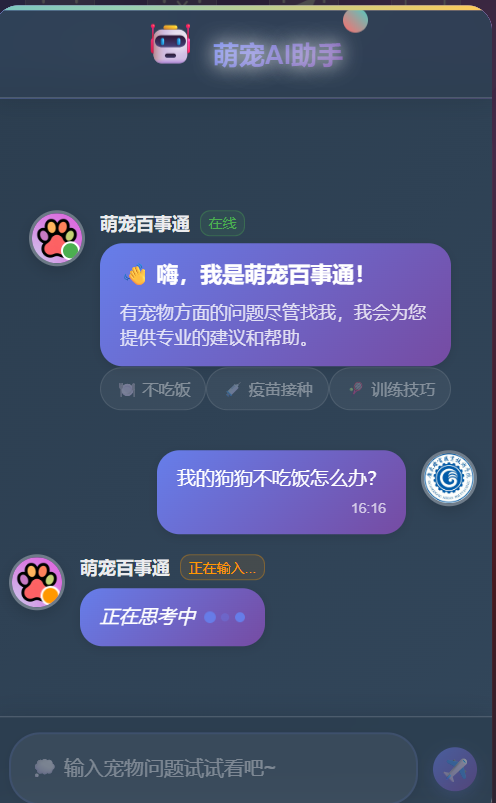 萌宠AI助手
萌宠百事通 在线
👋 嗨，我是萌宠百事通！
有宠物方面的问题尽管找我，我会为您
提供专业的建议和帮助。
🍽️ 不吃饭 💉 疫苗接种 🎾 训练技巧
我的狗狗不吃饭怎么办？
16:16
萌宠百事通 正在输入...
正在思考中
💭 输入宠物问题试试看吧~